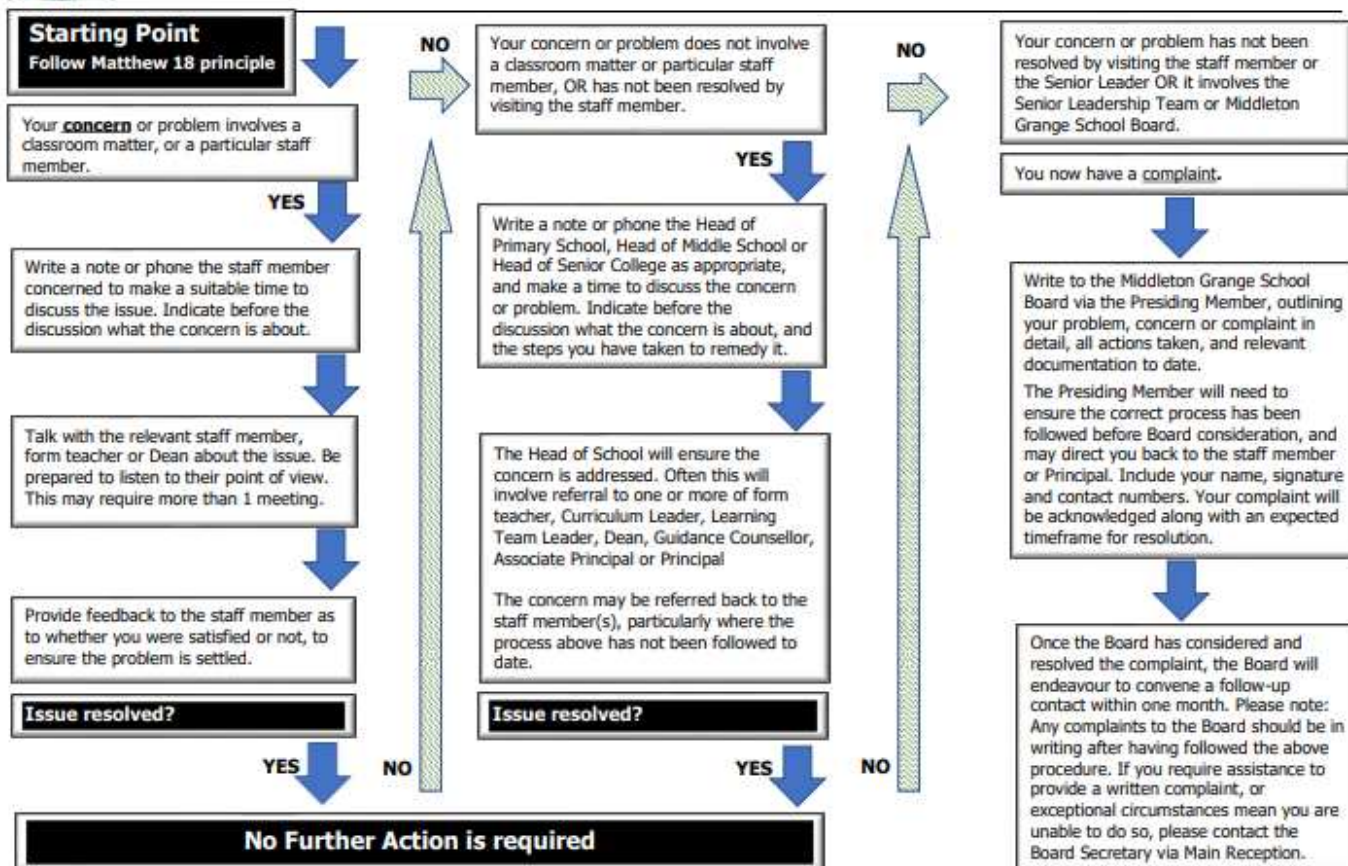 Starting Point
Follow Matthew 18 principle
Your concern or problem involves a
classroom matter, or a particular staff
member.
YES
Write a note or phone the staff member
concerned to make a suitable time to
discuss the issue. Indicate before the
discussion what the concern is about.
Talk with the relevant staff member,
form teacher or Dean about the issue. Be
prepared to listen to their point of view.
This may require more than 1 meeting.
Provide feedback to the staff member as
to whether you were satisfied or not, to
ensure the problem is settled.
Issue resolved?
YES
NO
NO
Your concern or problem does not involve
a classroom matter or particular staff
member, OR has not been resolved by
visiting the staff member.
YES
Write a note or phone the Head of
Primary School, Head of Middle School or
Head of Senior College as appropriate,
and make a time to discuss the concern
or problem. Indicate before the
discussion what the concern is about, and
the steps you have taken to remedy it.
The Head of School will ensure the
concern is addressed. Often this will
involve referral to one or more of form
teacher, Curriculum Leader, Learning
Team Leader, Dean, Guidance Counsellor,
Associate Principal or Principal
The concern may be referred back to the
staff member(s), particularly where the
process above has not been followed to
date.
Issue resolved?
YES
NO
No Further Action is required
NO
Your concern or problem has not been
resolved by visiting the staff member or
the Senior Leader OR it involves the
Senior Leadership Team or Middleton
Grange School Board.
You now have a complaint.
Write to the Middleton Grange School
Board via the Presiding Member, outlining
your problem, concern or complaint in
detail, all actions taken, and relevant
documentation to date.
The Presiding Member will need to
ensure the correct process has been
followed before Board consideration, and
may direct you back to the staff member
or Principal. Include your name, signature
and contact numbers. Your complaint will
be acknowledged along with an expected
timeframe for resolution.
Once the Board has considered and
resolved the complaint, the Board will
endeavour to convene a follow-up
contact within one month. Please note:
Any complaints to the Board should be in
writing after having followed the above
procedure. If you require assistance to
provide a written complaint, or
exceptional circumstances mean you are
unable to do so, please contact the
Board Secretary via Main Reception.